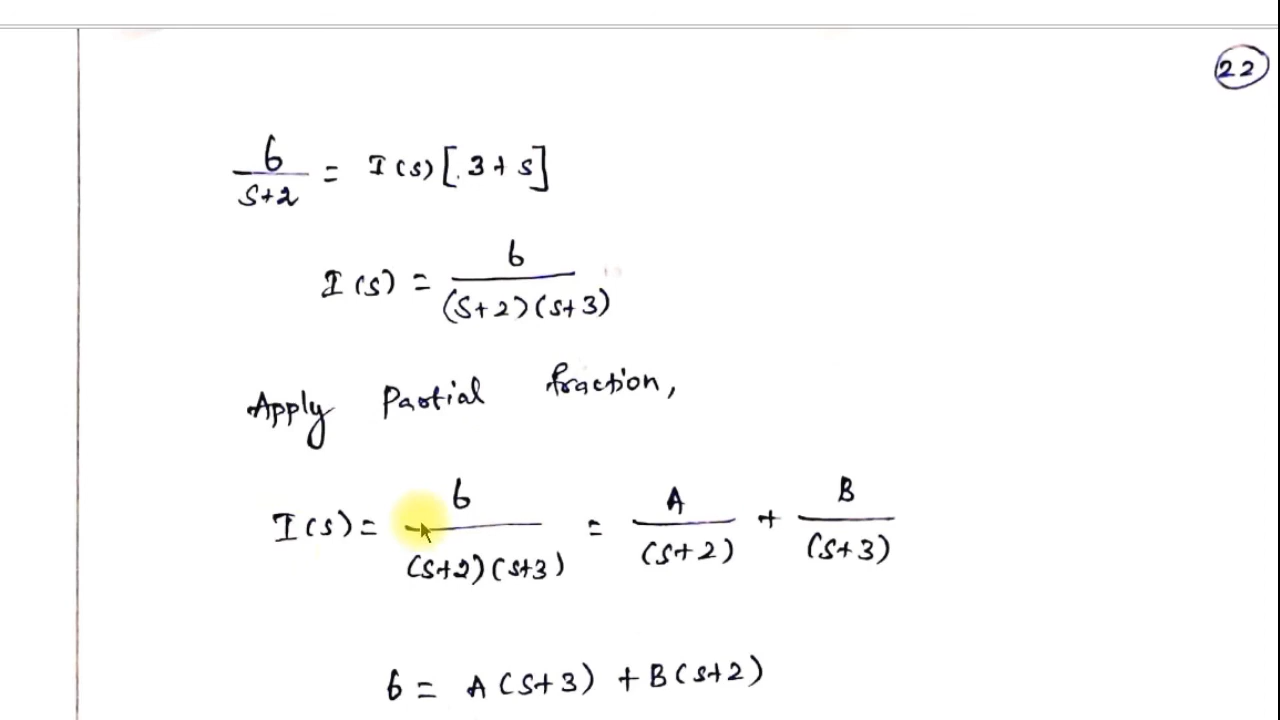 22
6/(S+2) = I(s)[3+s]
I(s) = 6/((S+2)(s+3))
Apply Partial fraction,
I(s) = 6/((s+2)(s+3)) = A/(s+2) + B/(s+3)
6 = A(s+3) + B(s+2)